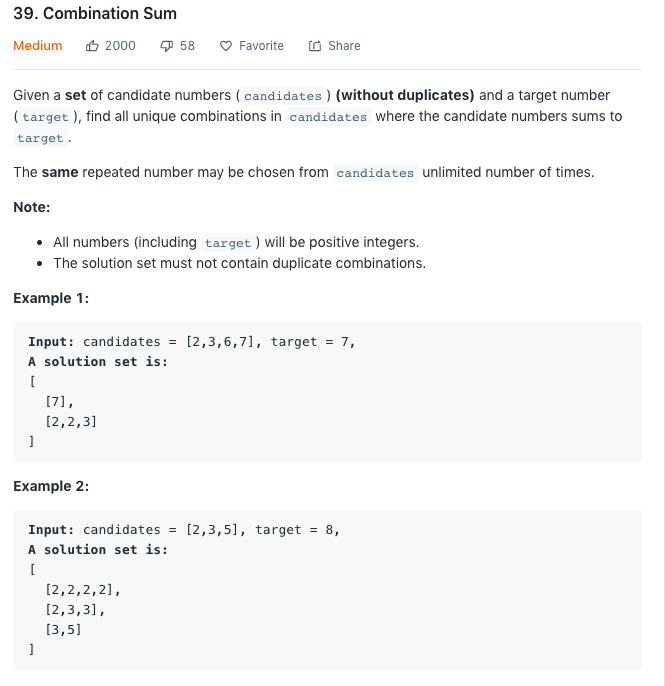 39. Combination Sum
Medium 2000 58 Favorite Share
Given a set of candidate numbers ( candidates ) (without duplicates) and a target number
( target ), find all unique combinations in candidates where the candidate numbers sums to
target .
The same repeated number may be chosen from candidates unlimited number of times.
Note:
• All numbers (including target ) will be positive integers.
• The solution set must not contain duplicate combinations.
Example 1:
Input: candidates = [2,3,6,7], target = 7,
A solution set is:
[
[7],
[2,2,3]
]
Example 2:
Input: candidates = [2,3,5], target = 8,
A solution set is:
[
[2,2,2,2],
[2,3,3],
[3,5]
]